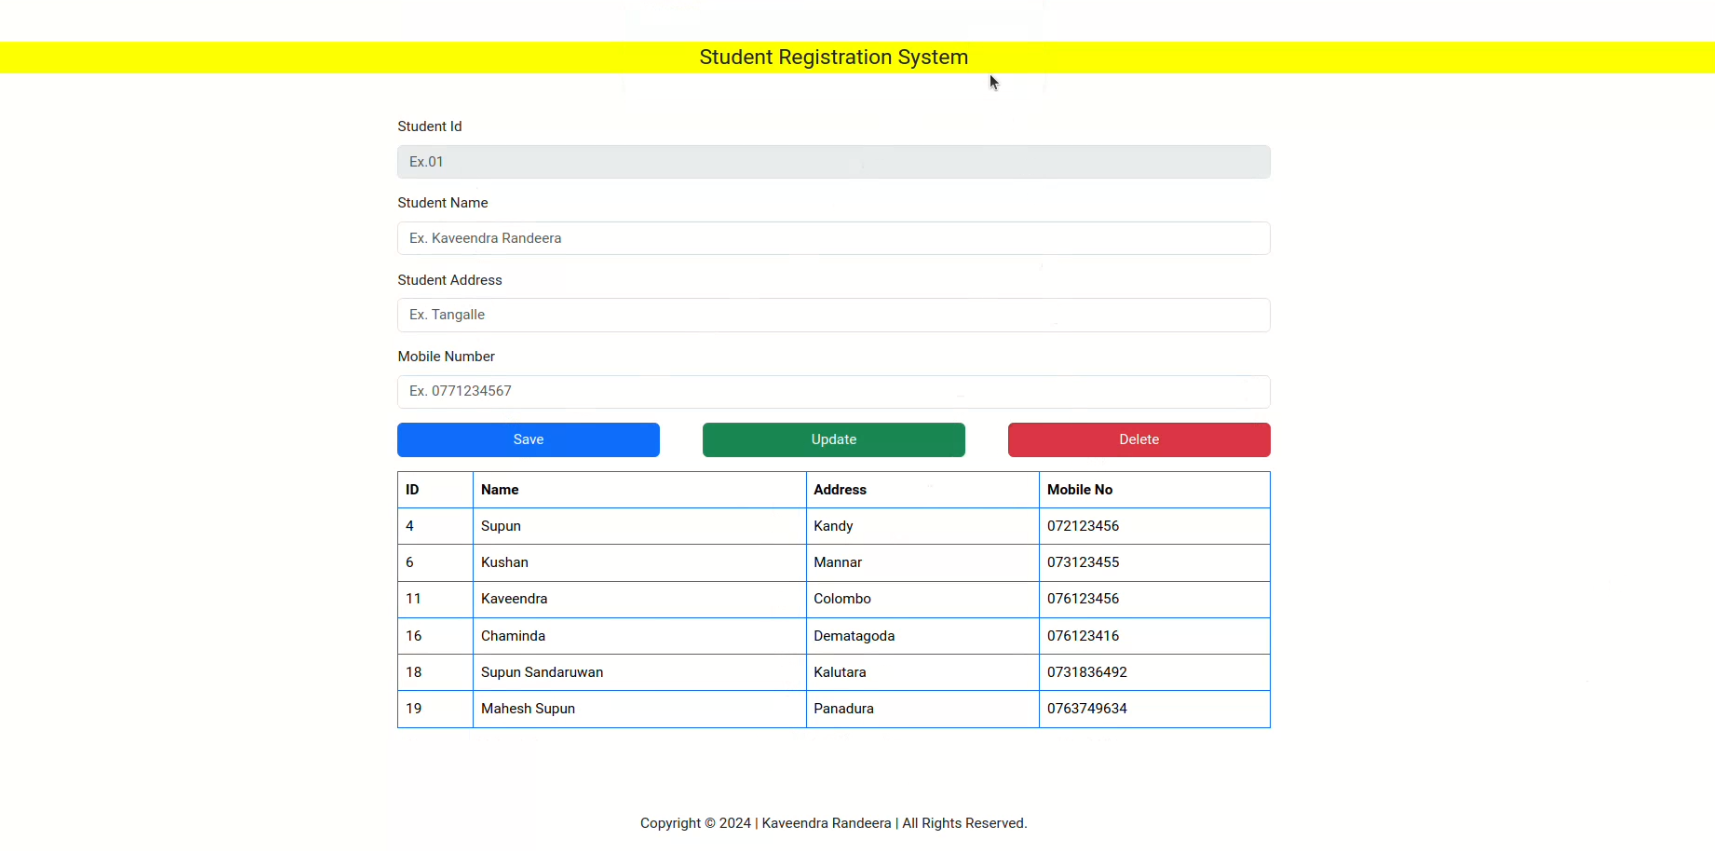 Student Registration System
Student Id
Ex.01
Student Name
Ex. Kaveendra Randeera
Student Address
Ex. Tangalle
Mobile Number
Ex. 0771234567
Save Update Delete
ID Name Address Mobile No
4 Supun Kandy 072123456
6 Kushan Mannar 073123455
11 Kaveendra Colombo 076123456
16 Chaminda Dematagoda 076123416
18 Supun Sandaruwan Kalutara 0731836492
19 Mahesh Supun Panadura 0763749634
Copyright © 2024 | Kaveendra Randeera | All Rights Reserved.